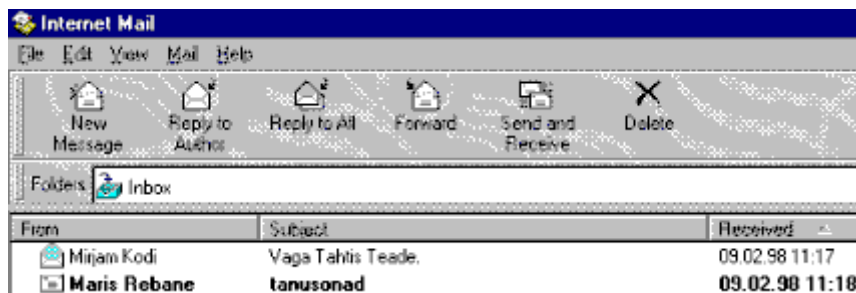 Internet Mail
File Edit View Mail Help
New Message
Reply to Author
Reply to All
Forward
Send and Receive
Delete
Folders Inbox
From Subject Received
Mirjam Kodi Vaga Tahtis Teade. 09.02.98 11:17
Maris Rebane tanusonad 09.02.98 11:18